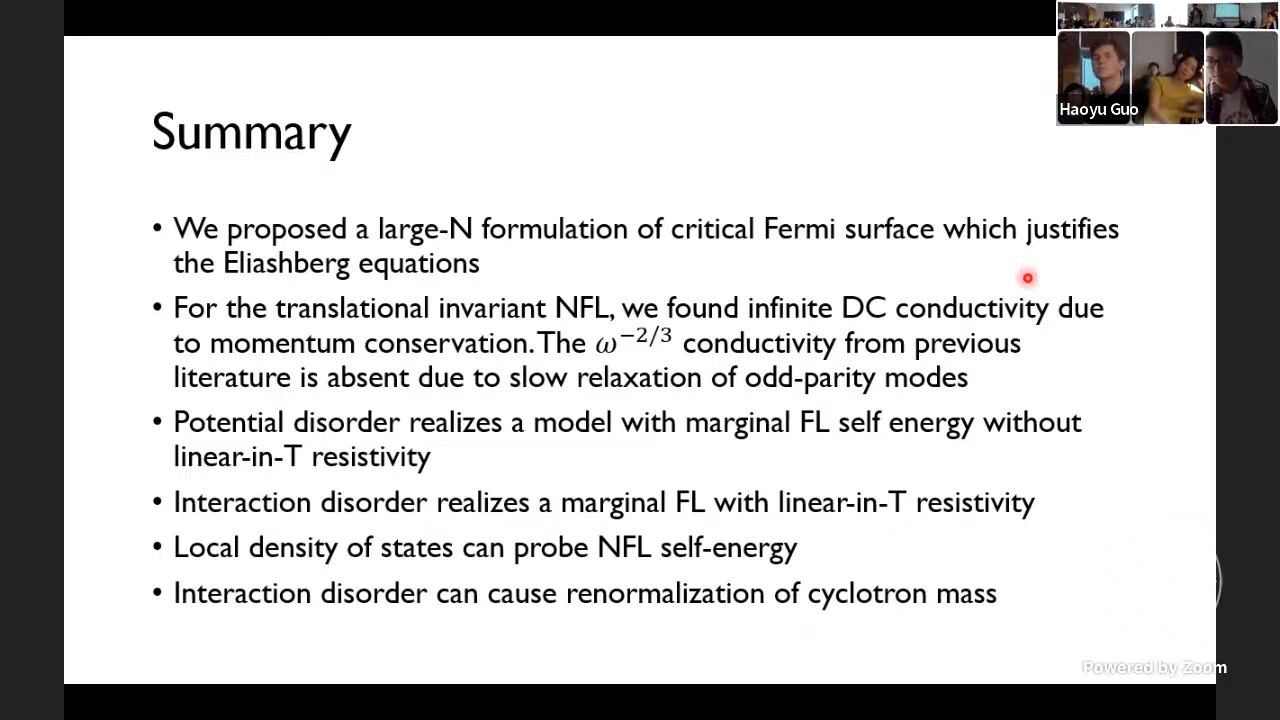 Haoyu Guo
Summary
• We proposed a large-N formulation of critical Fermi surface which justifies
the Eliashberg equations
• For the translational invariant NFL, we found infinite DC conductivity due
to momentum conservation. The ω^{−2/3} conductivity from previous
literature is absent due to slow relaxation of odd-parity modes
• Potential disorder realizes a model with marginal FL self energy without
linear-in-T resistivity
• Interaction disorder realizes a marginal FL with linear-in-T resistivity
• Local density of states can probe NFL self-energy
• Interaction disorder can cause renormalization of cyclotron mass
Powered by Zoom